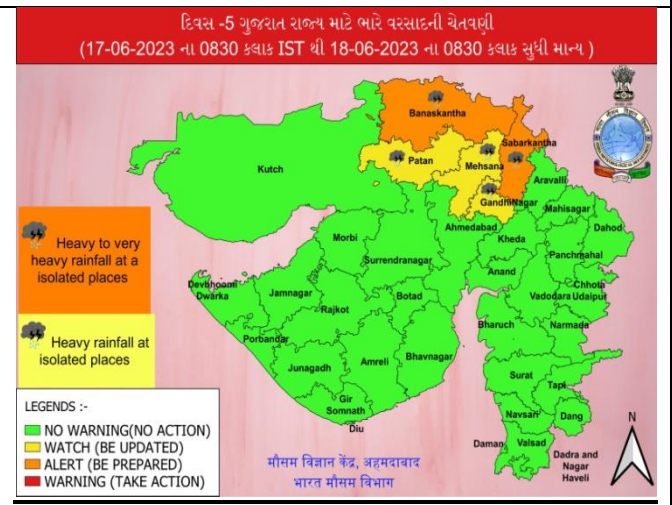 દિવસ -5 ગુજરાત રાજ્ય માટે ભારે વરસાદની ચેતવણી
(17-06-2023 ના 0830 કલાક IST થી 18-06-2023 ના 0830 કલાક સુધી માન્ય )
Banaskantha
Sabarkantha
Patan
Mehsana
Kutch
Aravalli
GandhiNagar
Mahisagar
Ahmedabad
Dahod
Kheda
Morbi
Panchmahal
Surrendranagar
Anand
Heavy to very
heavy rainfall at a
isolated places
Devbhoomi
Dwarka
Jamnagar
Botad
Chhota
Vadodara Udaipur
Rajkot
Bharuch
Narmada
Porbandar
Heavy rainfall at
isolated places
Junagadh
Amreli
Bhavnagar
Surat
Tapi
Gir
Somnath
Navsari
Dang
Diu
Daman
Valsad
Dadra and
Nagar
Haveli
N
LEGENDS :-
NO WARNING(NO ACTION)
WATCH (BE UPDATED)
ALERT (BE PREPARED)
WARNING (TAKE ACTION)
मौसम विज्ञान केंद्र, अहमदाबाद
भारत मौसम विभाग